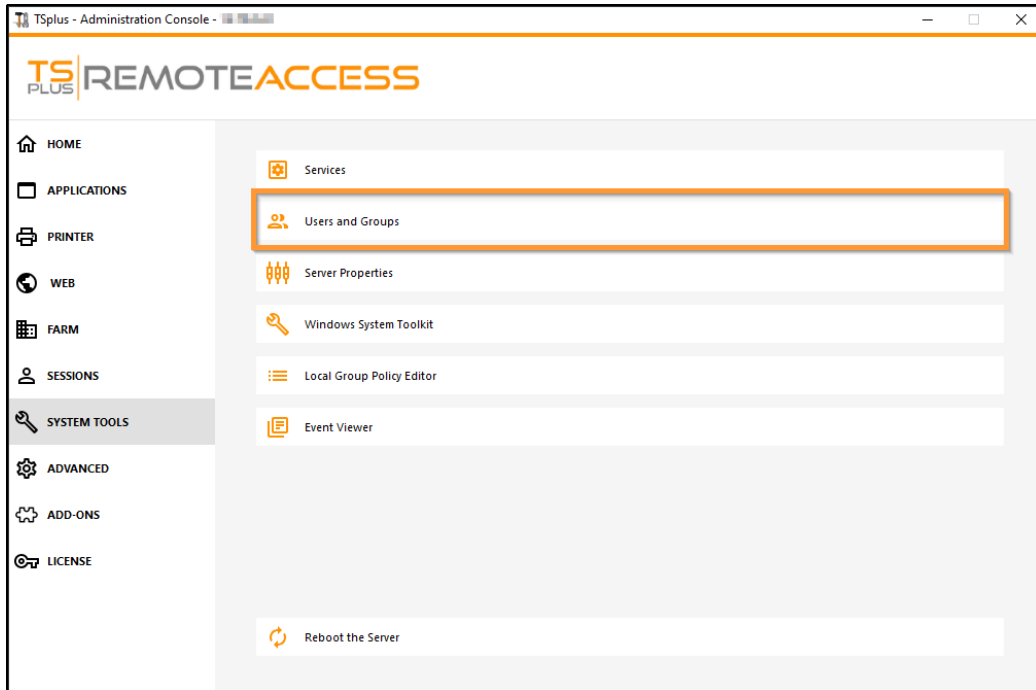 TSplus - Administration Console -
TS PLUS REMOTEACCESS
HOME
APPLICATIONS
PRINTER
WEB
FARM
SESSIONS
SYSTEM TOOLS
ADVANCED
ADD-ONS
LICENSE
Services
Users and Groups
Server Properties
Windows System Toolkit
Local Group Policy Editor
Event Viewer
Reboot the Server